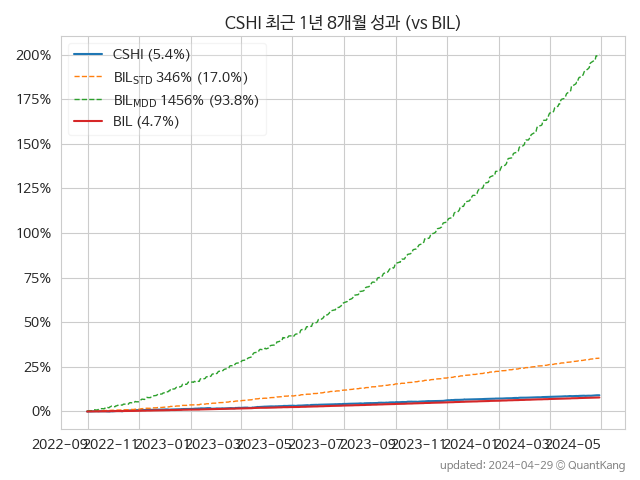 CSHI 최근 1년 8개월 성과 (vs BIL)
CSHI (5.4%)
BIL_STD 346% (17.0%)
BIL_MDD 1456% (93.8%)
BIL (4.7%)
200%
175%
150%
125%
100%
75%
50%
25%
0%
2022-09 2022-11 2023-01 2023-03 2023-05 2023-07 2023-09 2023-11 2024-01 2024-03 2024-05
updated: 2024-04-29 © QuantKang